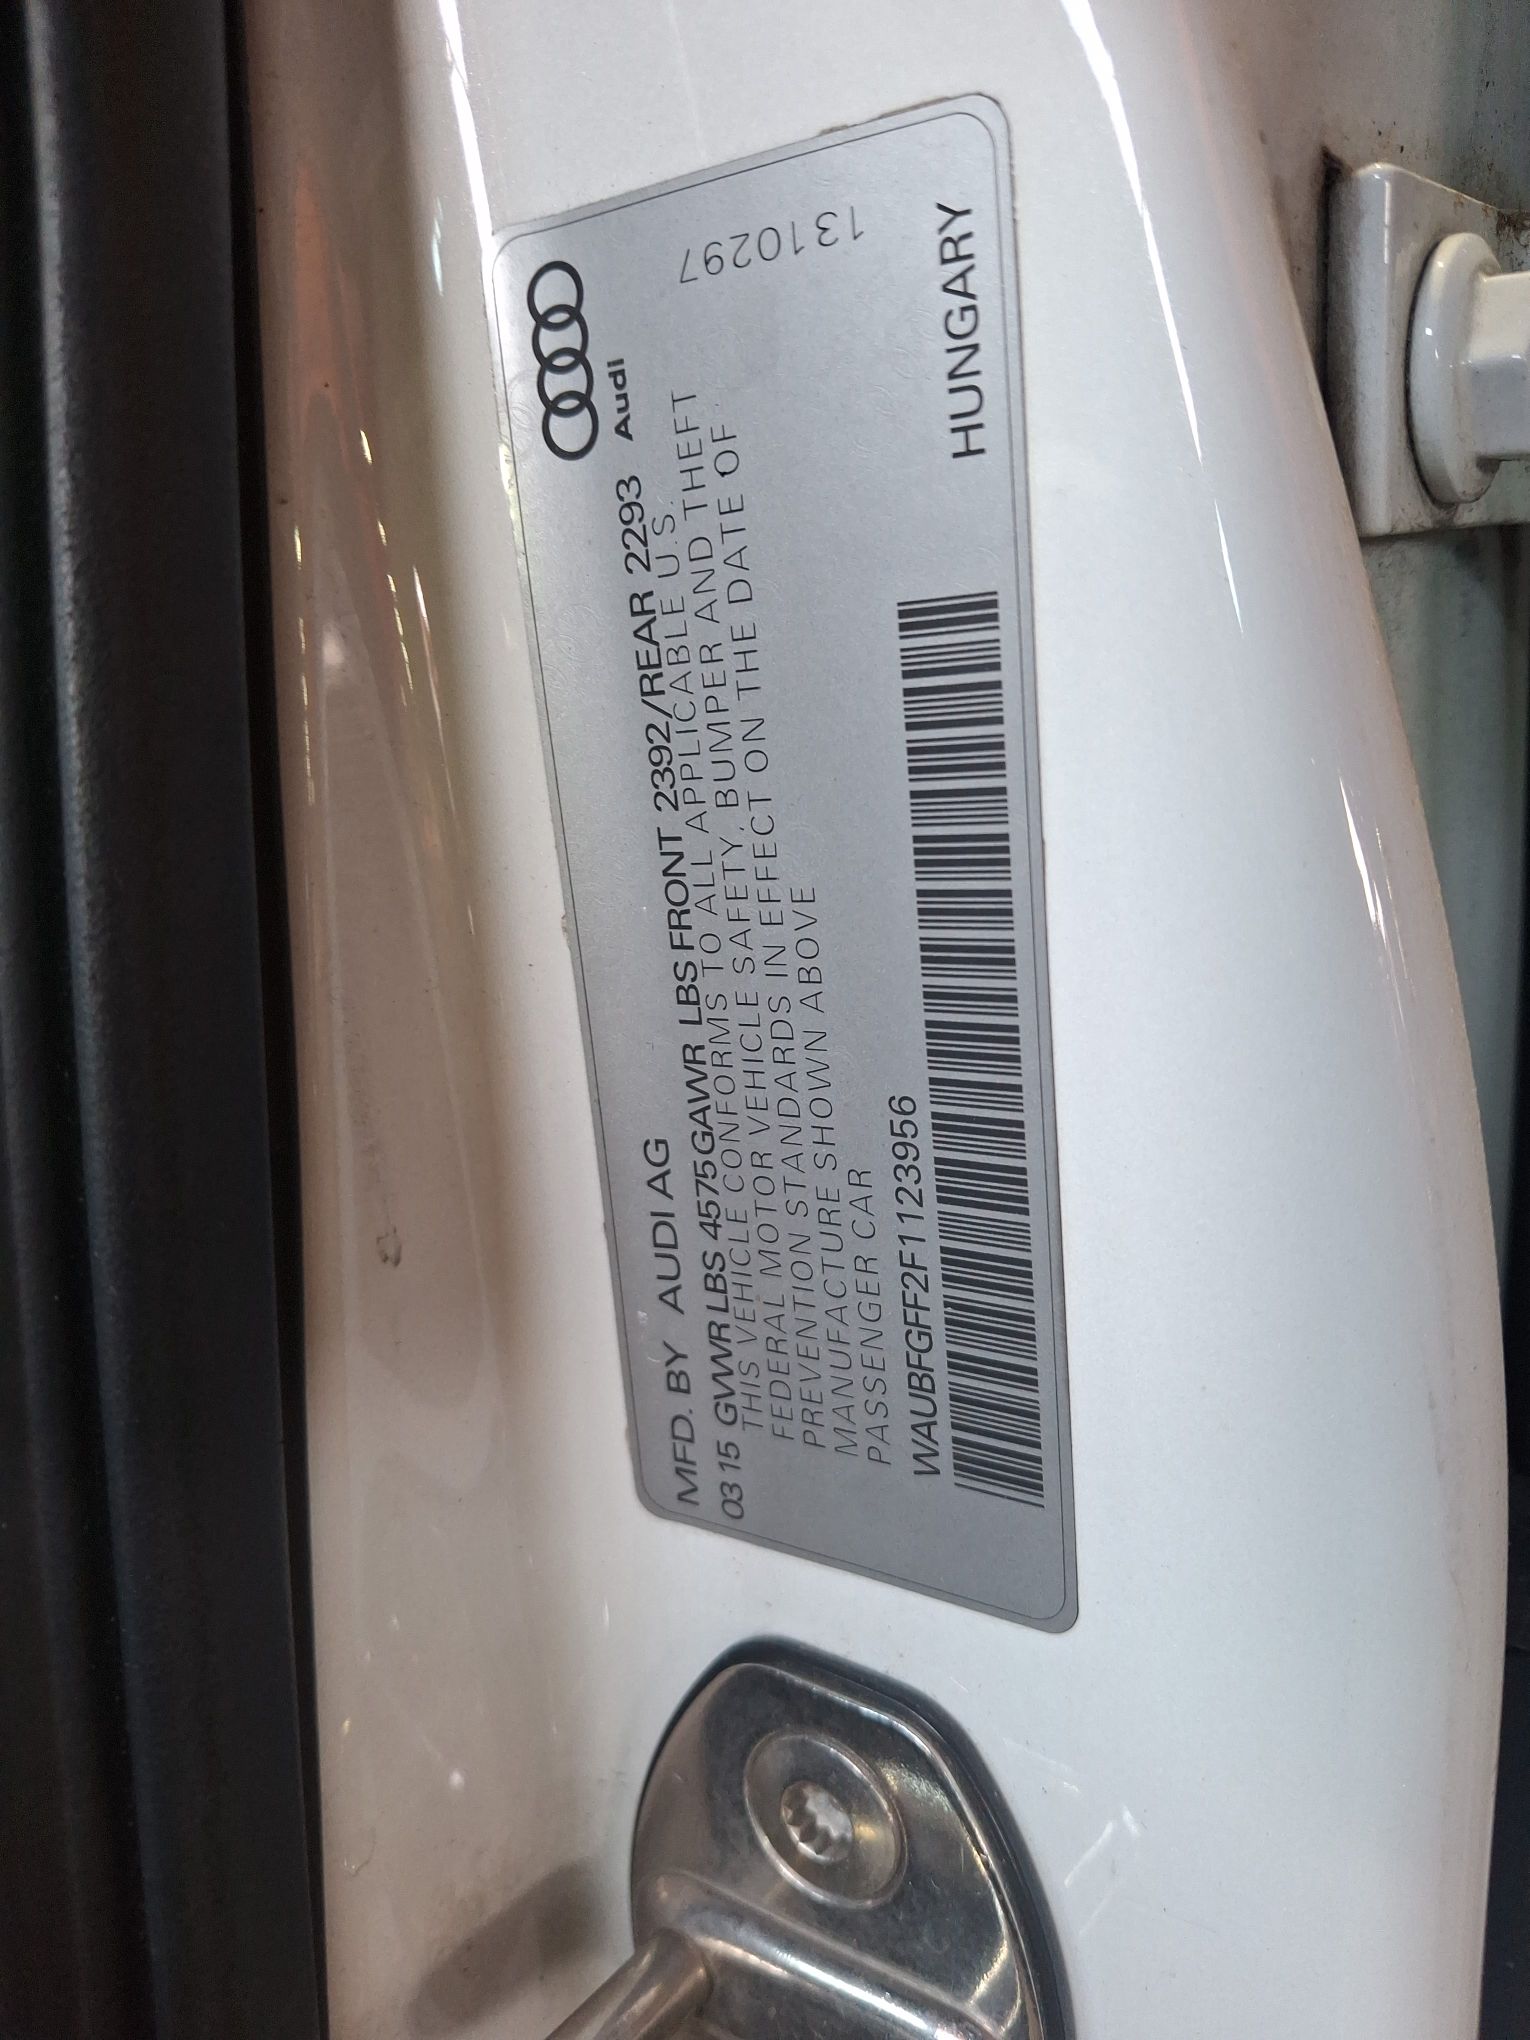 MFD. BY AUDI AG
03 15 GVWR LBS 4575 GAWR LBS FRONT 2392/REAR 2293
Audi
THIS VEHICLE CONFORMS TO ALL APPLICABLE U.S.
FEDERAL MOTOR VEHICLE SAFETY, BUMPER AND THEFT
PREVENTION STANDARDS IN EFFECT ON THE DATE OF
MANUFACTURE SHOWN ABOVE
PASSENGER CAR
1310297
WAUBFGFF2F1123956
HUNGARY